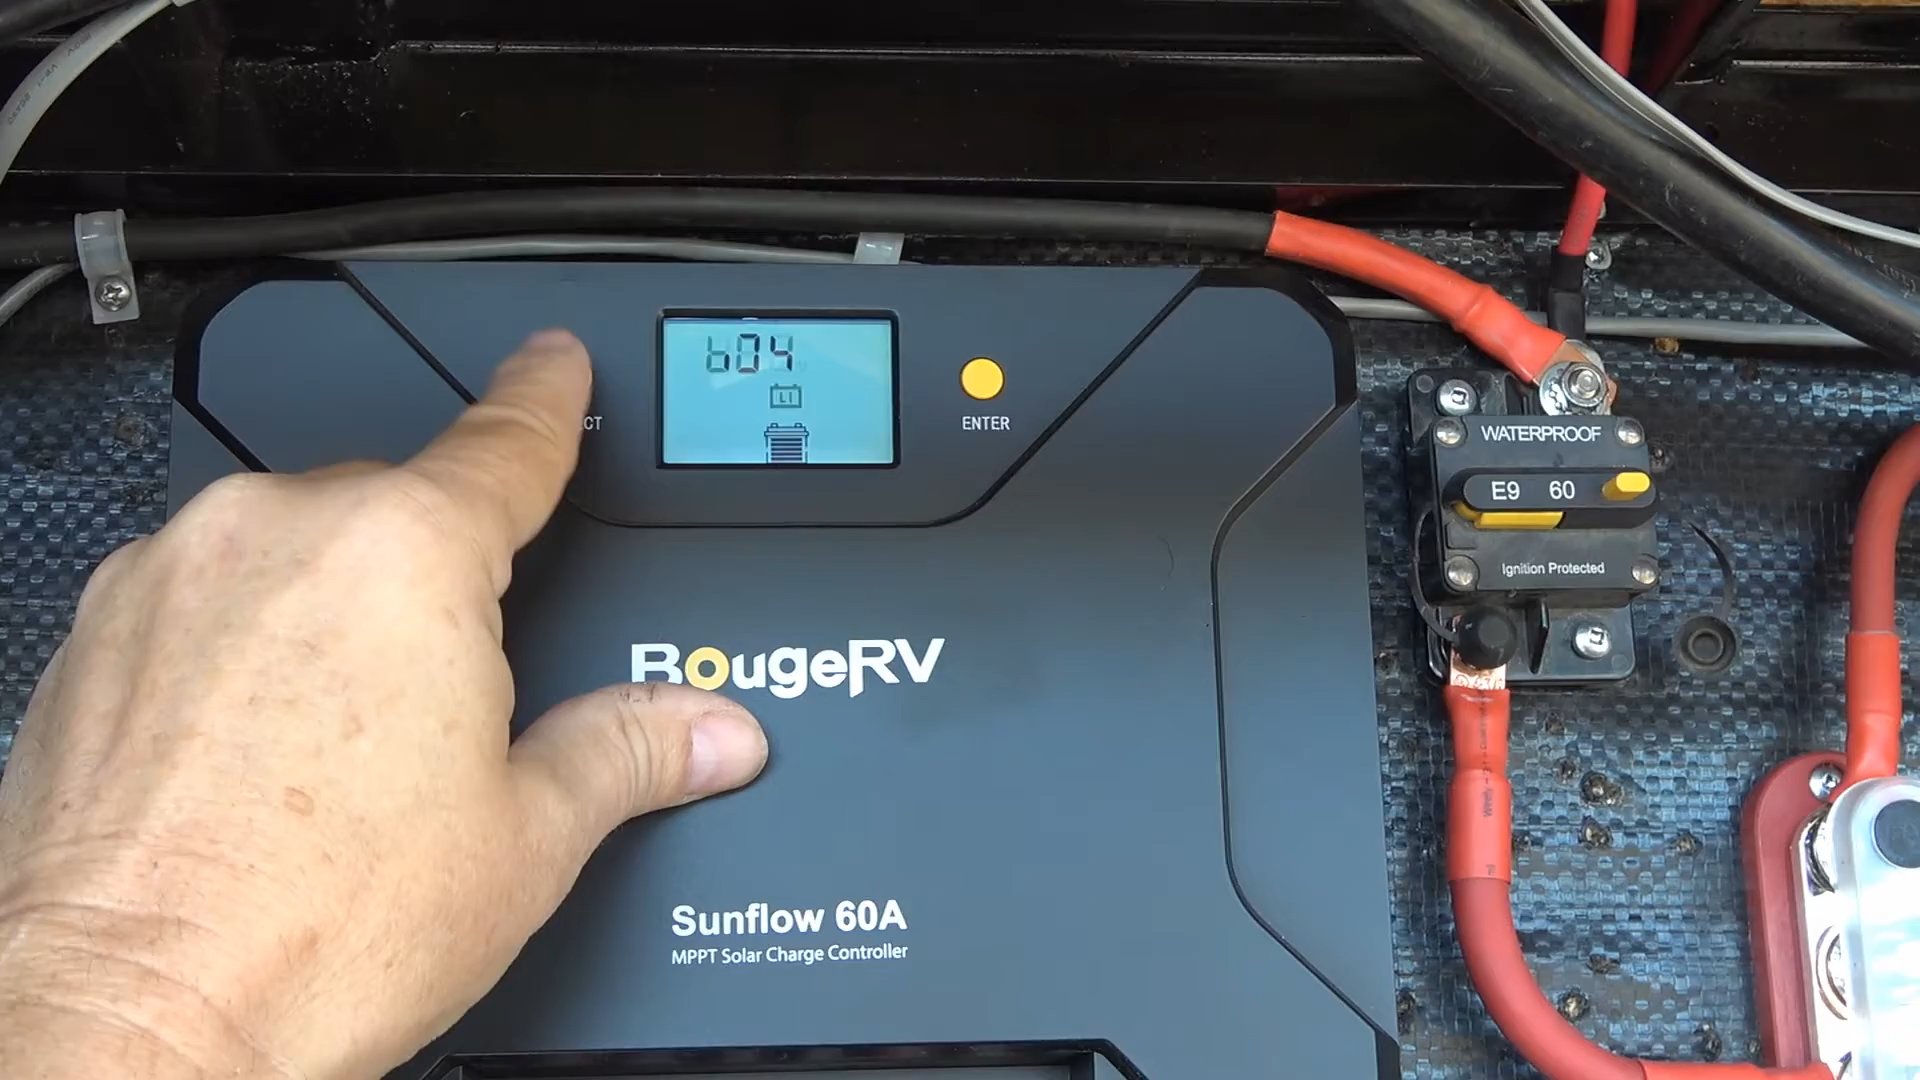 b04
LI
CT
ENTER
BougeRV
Sunflow 60A
MPPT Solar Charge Controller
WATERPROOF
E9 60
Ignition Protected